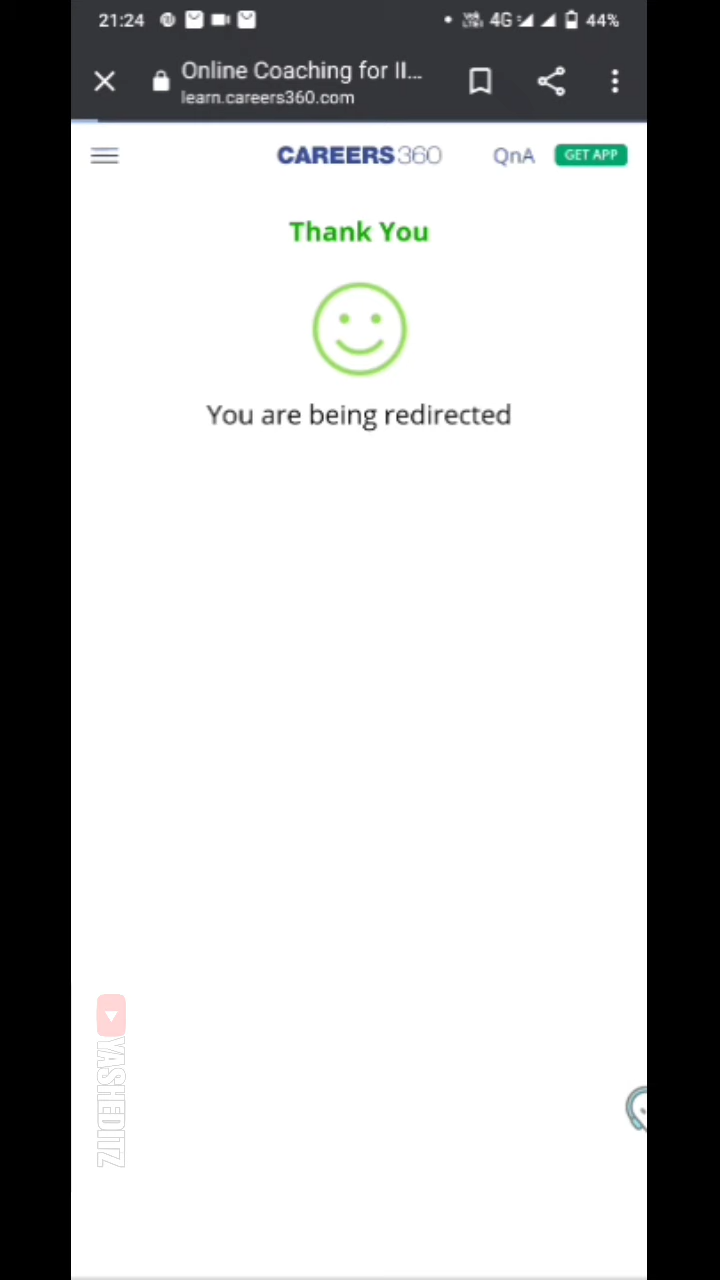 21:24
4G 44%
Online Coaching for II...
learn.careers360.com
CAREERS360 QnA GET APP
Thank You
You are being redirected
YASHEDITZ